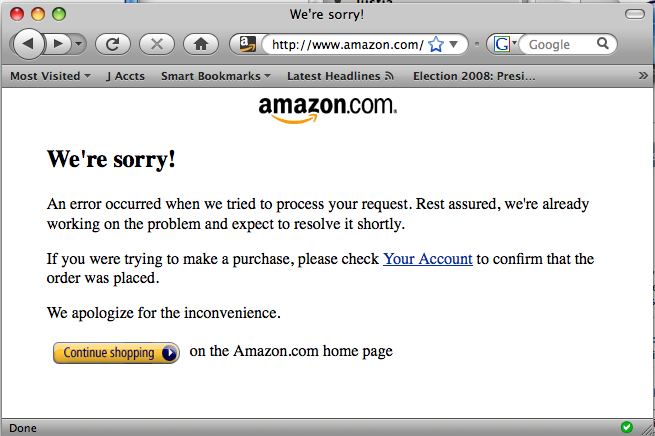 We're sorry!
http://www.amazon.com/
G
Google
Most Visited
J Accts
Smart Bookmarks
Latest Headlines
Election 2008: Presi...
amazon.com.
We're sorry!
An error occurred when we tried to process your request. Rest assured, we're already
working on the problem and expect to resolve it shortly.
If you were trying to make a purchase, please check Your Account to confirm that the
order was placed.
We apologize for the inconvenience.
Continue shopping on the Amazon.com home page
Done